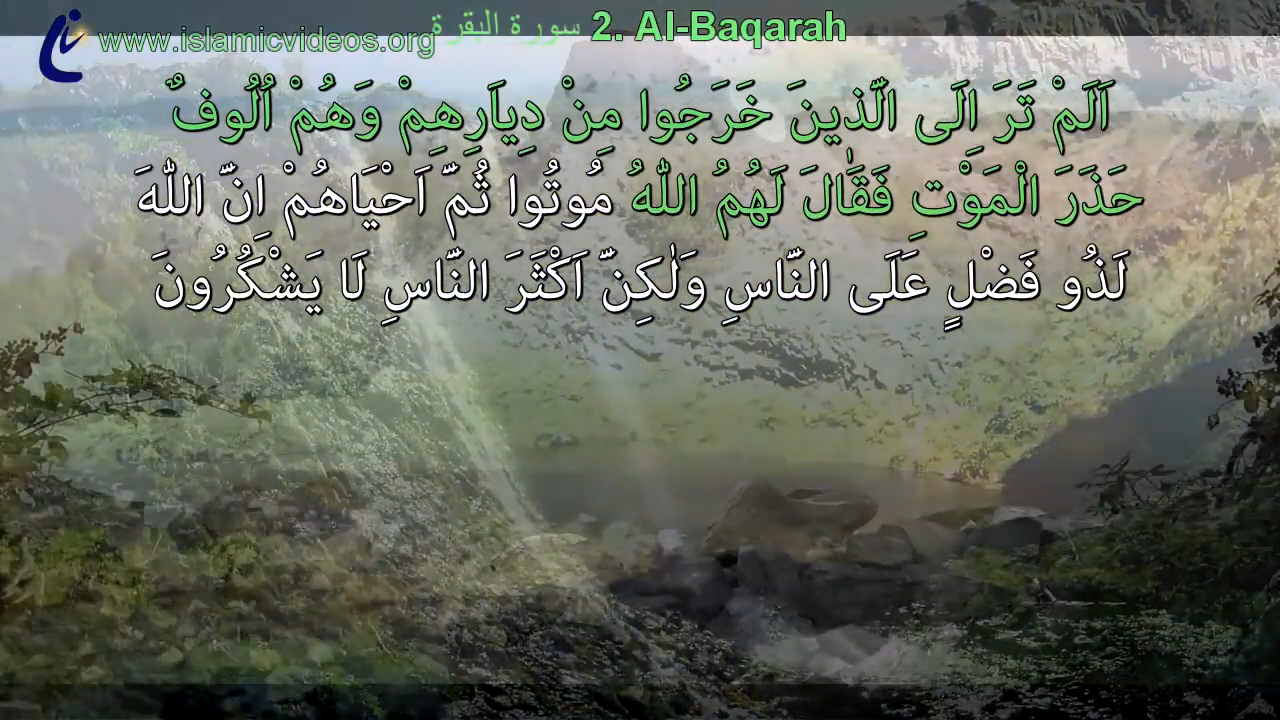 www.islamicvideos.org سورة البقرة 2. Al-Baqarah
اَلَمْ تَرَ اِلَى الَّذينَ خَرَجُوا مِنْ دِيَارِهِمْ وَهُمْ اُلُوفٌ
حَذَرَ الْمَوْتِ فَقَالَ لَهُمُ اللّٰهُ مُوتُوا ثُمَّ اَحْيَاهُمْ اِنَّ اللّٰهَ
لَذُو فَضْلٍ عَلَى النَّاسِ وَلٰكِنَّ اَكْثَرَ النَّاسِ لَا يَشْكُرُونَ